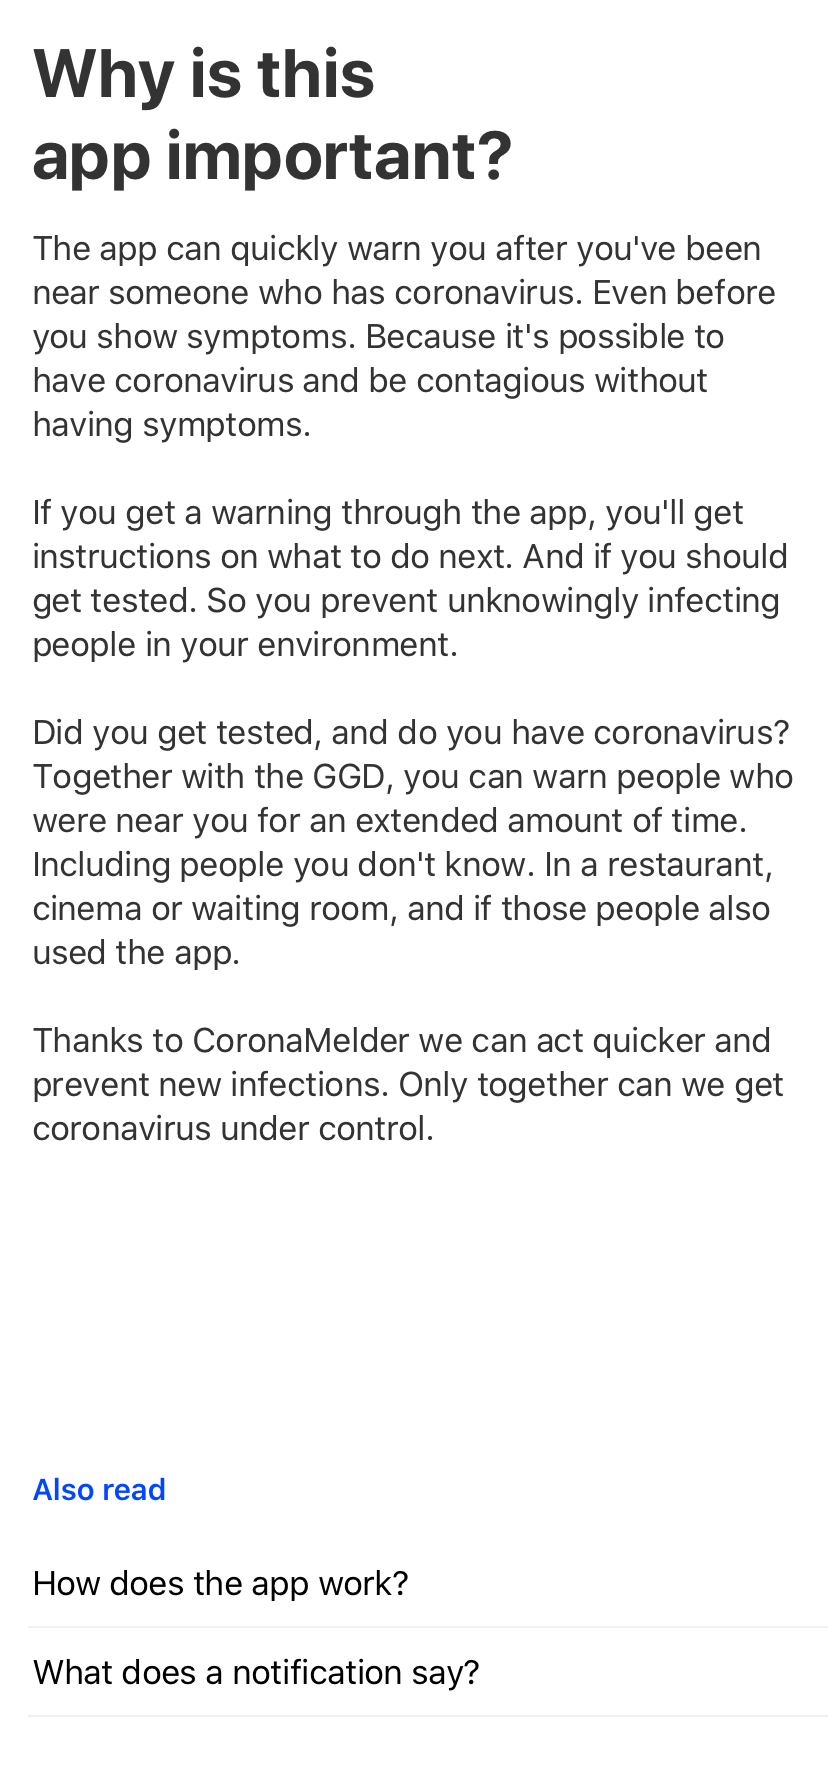 Why is this
app important?
The app can quickly warn you after you've been
near someone who has coronavirus. Even before
you show symptoms. Because it's possible to
have coronavirus and be contagious without
having symptoms.
If you get a warning through the app, you'll get
instructions on what to do next. And if you should
get tested. So you prevent unknowingly infecting
people in your environment.
Did you get tested, and do you have coronavirus?
Together with the GGD, you can warn people who
were near you for an extended amount of time.
Including people you don't know. In a restaurant,
cinema or waiting room, and if those people also
used the app.
Thanks to CoronaMelder we can act quicker and
prevent new infections. Only together can we get
coronavirus under control.
Also read
How does the app work?
What does a notification say?